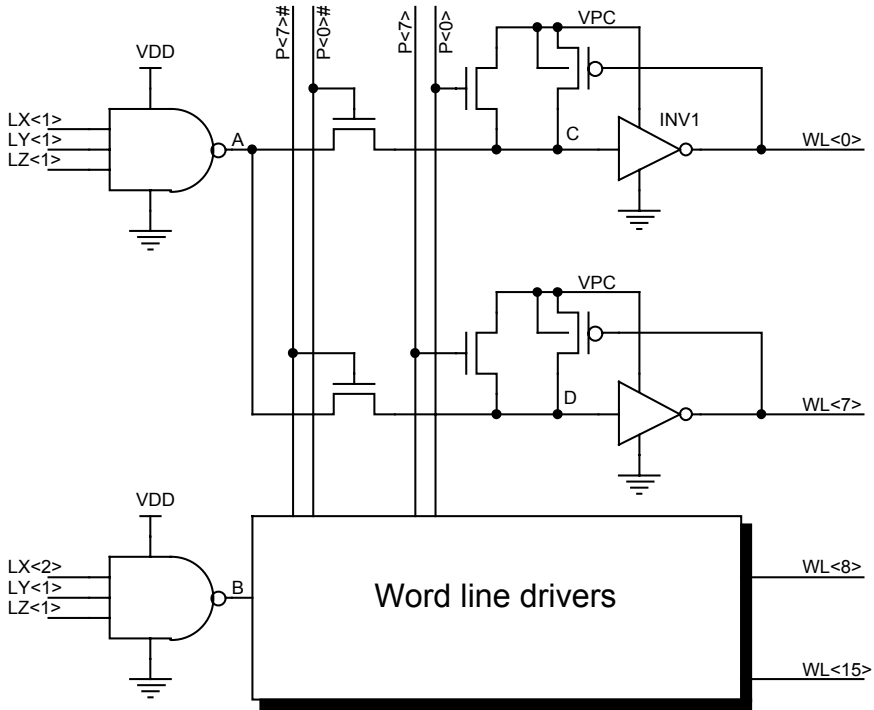 P<7>#
P<0>#
P<7>
P<0>
VDD
VPC
LX<1>
LY<1>
LZ<1>
A
C
INV1
WL<0>
VPC
D
WL<7>
VDD
LX<2>
LY<1>
LZ<1>
B
Word line drivers
WL<8>
WL<15>